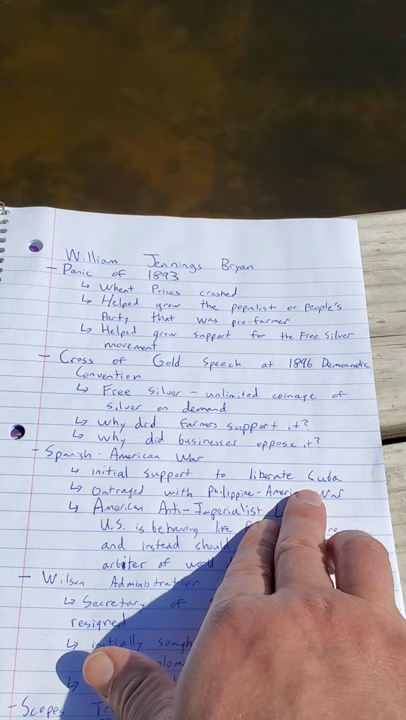 William Jennings Bryan
- Panic of 1893
↳ Wheat Prices crashed
↳ Helped grow the populist or people's
Party that was pro-farmer
↳ Helped grow support for the Free Silver
movement
- Cross of Gold Speech at 1896 Democratic
Convention
↳ Free Silver - unlimited coinage of
silver on demand
↳ Why did farmers support it?
↳ Why did businesses oppose it?
- Spanish-American War
↳ initial support to liberate Cuba
↳ Outraged with Philippine-American War
↳ American Anti-Imperialist
U.S. is behaving like
and instead should
arbiter of
- Wilson Administration
↳ Secretary of
resigned
↳ initially
↳
- Scopes